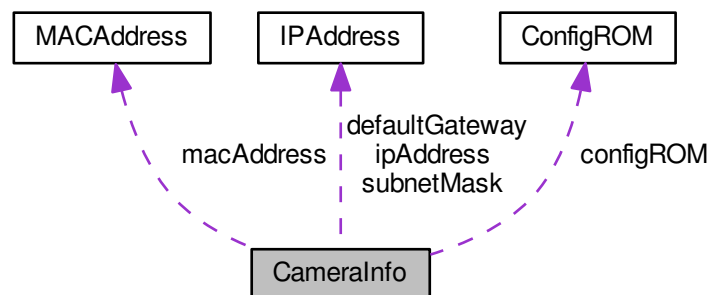 MACAddress
IPAddress
ConfigROM
macAddress
defaultGateway
ipAddress
subnetMask
configROM
CameraInfo